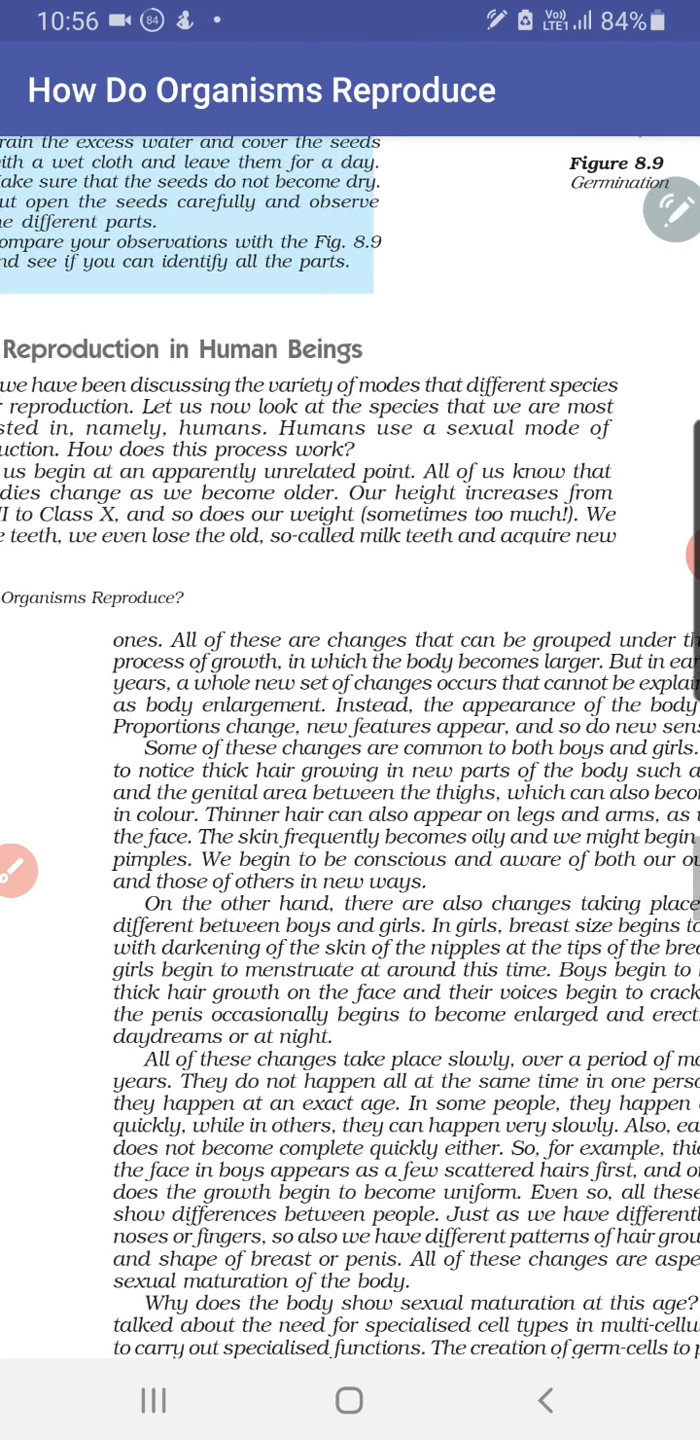 10:56
84
Vo)) LTE1 84%
How Do Organisms Reproduce
rain the excess water and cover the seeds
ith a wet cloth and leave them for a day.
ake sure that the seeds do not become dry.
ut open the seeds carefully and observe
e different parts.
ompare your observations with the Fig. 8.9
nd see if you can identify all the parts.
Figure 8.9
Germination
Reproduction in Human Beings
we have been discussing the variety of modes that different species
r reproduction. Let us now look at the species that we are most
sted in, namely, humans. Humans use a sexual mode of
uction. How does this process work?
us begin at an apparently unrelated point. All of us know that
dies change as we become older. Our height increases from
I to Class X, and so does our weight (sometimes too much!). We
e teeth, we even lose the old, so-called milk teeth and acquire new
Organisms Reproduce?
ones. All of these are changes that can be grouped under th
process of growth, in which the body becomes larger. But in ear
years, a whole new set of changes occurs that cannot be explai
as body enlargement. Instead, the appearance of the body
Proportions change, new features appear, and so do new sens
Some of these changes are common to both boys and girls.
to notice thick hair growing in new parts of the body such a
and the genital area between the thighs, which can also beco
in colour. Thinner hair can also appear on legs and arms, as
the face. The skin frequently becomes oily and we might begin
pimples. We begin to be conscious and aware of both our o
and those of others in new ways.
On the other hand, there are also changes taking place
different between boys and girls. In girls, breast size begins to
with darkening of the skin of the nipples at the tips of the brea
girls begin to menstruate at around this time. Boys begin to
thick hair growth on the face and their voices begin to crack
the penis occasionally begins to become enlarged and erect
daydreams or at night.
All of these changes take place slowly, over a period of mo
years. They do not happen all at the same time in one perso
they happen at an exact age. In some people, they happen
quickly, while in others, they can happen very slowly. Also, ea
does not become complete quickly either. So, for example, thic
the face in boys appears as a few scattered hairs first, and o
does the growth begin to become uniform. Even so, all these
show differences between people. Just as we have different
noses or fingers, so also we have different patterns of hair grou
and shape of breast or penis. All of these changes are aspe
sexual maturation of the body.
Why does the body show sexual maturation at this age?
talked about the need for specialised cell types in multi-cellu
to carry out specialised functions. The creation of germ-cells to p